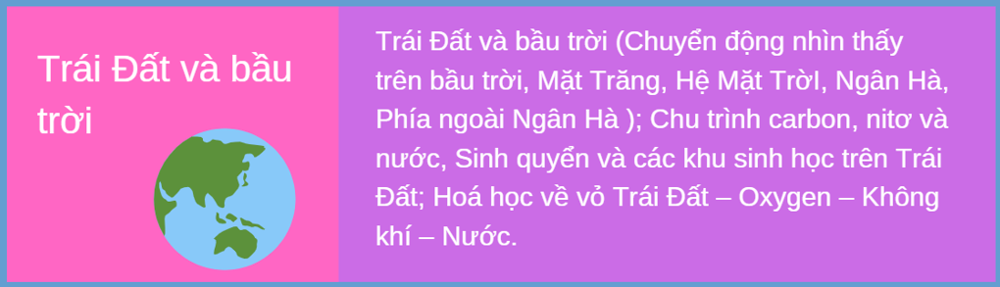 Trái Đất và bầu
trời
Trái Đất và bầu trời (Chuyển động nhìn thấy
trên bầu trời, Mặt Trăng, Hệ Mặt TrờI, Ngân Hà,
Phía ngoài Ngân Hà ); Chu trình carbon, nitơ và
nước, Sinh quyển và các khu sinh học trên Trái
Đất; Hoá học về vỏ Trái Đất – Oxygen – Không
khí – Nước.